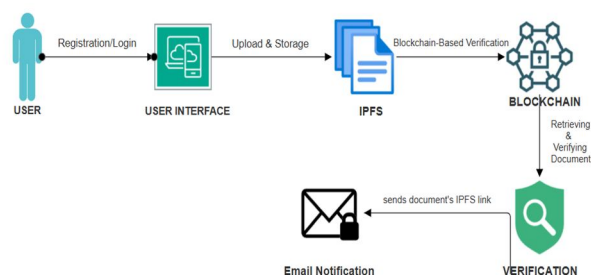 Registration/Login
Upload & Storage
Blockchain-Based Verification
USER
USER INTERFACE
IPFS
BLOCKCHAIN
Retrieving
&
Verifying
Document
sends document's IPFS link
Email Notification
VERIFICATION